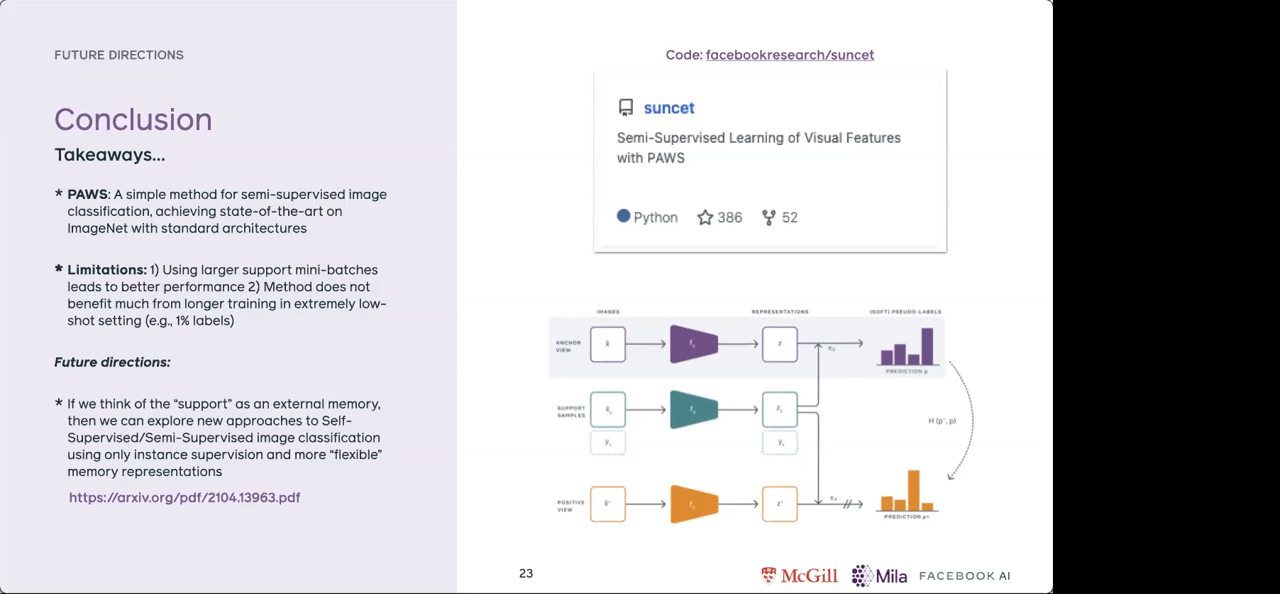 FUTURE DIRECTIONS
Conclusion
Takeaways...
* PAWS: A simple method for semi-supervised image
classification, achieving state-of-the-art on
ImageNet with standard architectures
* Limitations: 1) Using larger support mini-batches
leads to better performance 2) Method does not
benefit much from longer training in extremely low-
shot setting (e.g., 1% labels)
Future directions:
* If we think of the “support” as an external memory,
then we can explore new approaches to Self-
Supervised/Semi-Supervised image classification
using only instance supervision and more “flexible”
memory representations
https://arxiv.org/pdf/2104.13963.pdf
Code: facebookresearch/suncet
suncet
Semi-Supervised Learning of Visual Features
with PAWS
Python 386 52
IMAGES REPRESENTATIONS (SOFT) PSEUDO-LABELS
ANCHOR
VIEW
PREDICTION p
SUPPORT
SAMPLES
H (p⁺, p)
POSITIVE
VIEW
PREDICTION p+
23
McGill Mila FACEBOOK AI